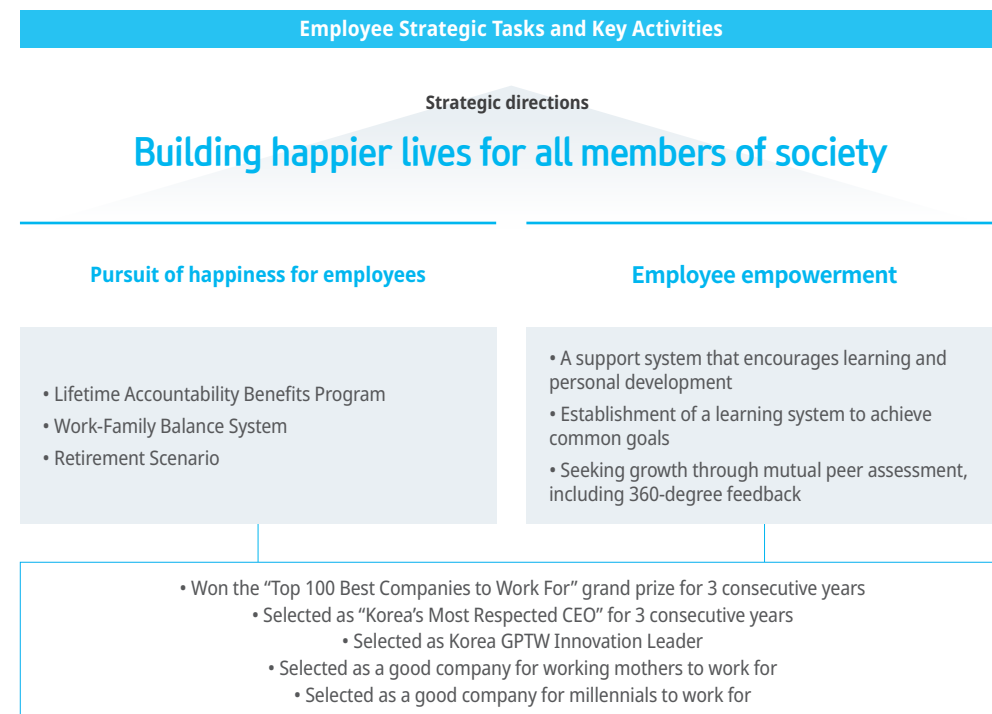 Employee Strategic Tasks and Key Activities
Strategic directions
Building happier lives for all members of society
Pursuit of happiness for employees
• Lifetime Accountability Benefits Program
• Work-Family Balance System
• Retirement Scenario
Employee empowerment
• A support system that encourages learning and
personal development
• Establishment of a learning system to achieve
common goals
• Seeking growth through mutual peer assessment,
including 360-degree feedback
• Won the “Top 100 Best Companies to Work For” grand prize for 3 consecutive years
• Selected as “Korea’s Most Respected CEO” for 3 consecutive years
• Selected as Korea GPTW Innovation Leader
• Selected as a good company for working mothers to work for
• Selected as a good company for millennials to work for